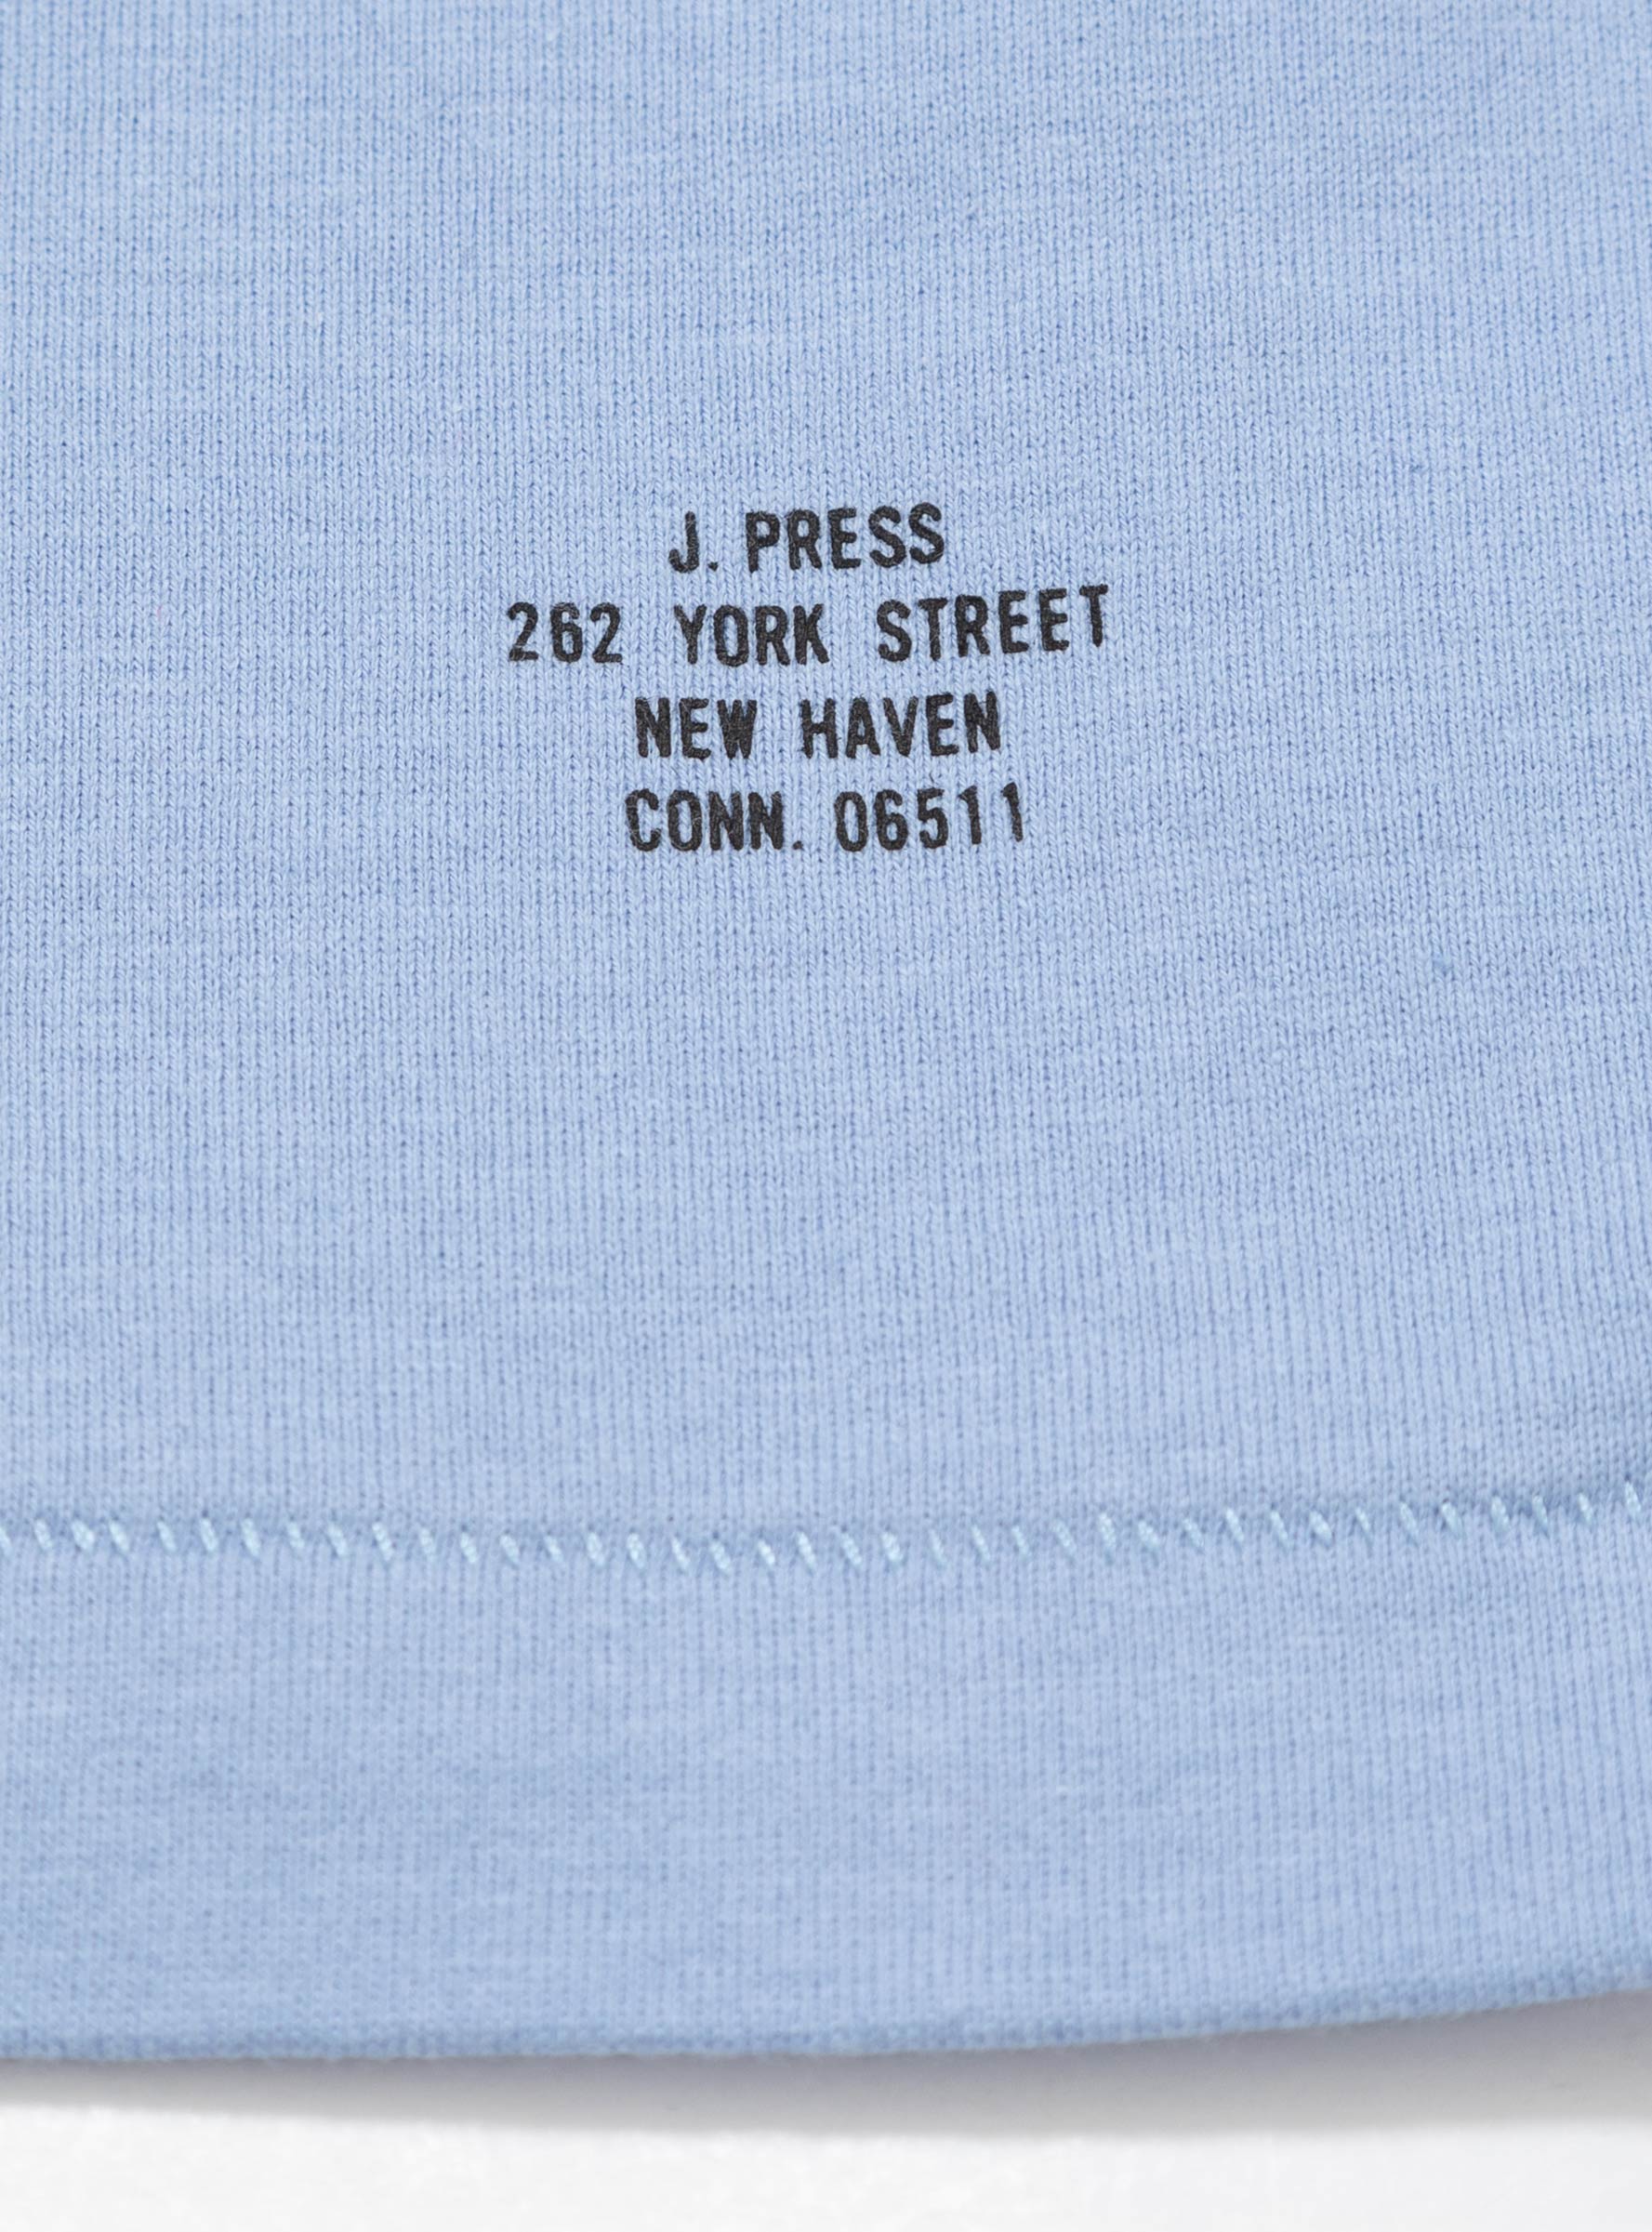 J. PRESS
262 YORK STREET
NEW HAVEN
CONN. 06511